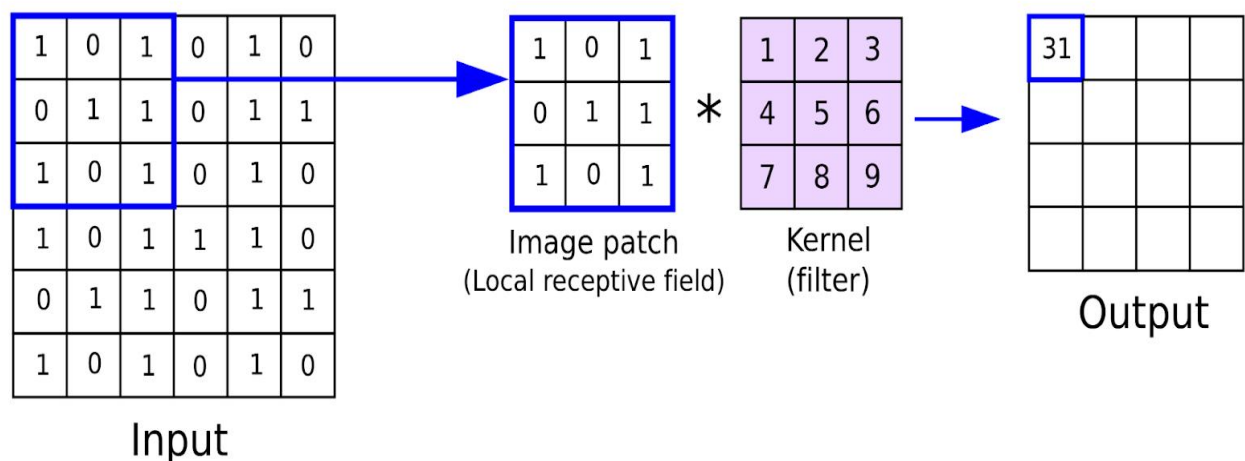 1 0 1 0 1 0
0 1 1 0 1 1
1 0 1 0 1 0
1 0 1 1 1 0
0 1 1 0 1 1
1 0 1 0 1 0
Input
1 0 1
0 1 1
1 0 1
Image patch
(Local receptive field)
*
1 2 3
4 5 6
7 8 9
Kernel
(filter)
31
Output